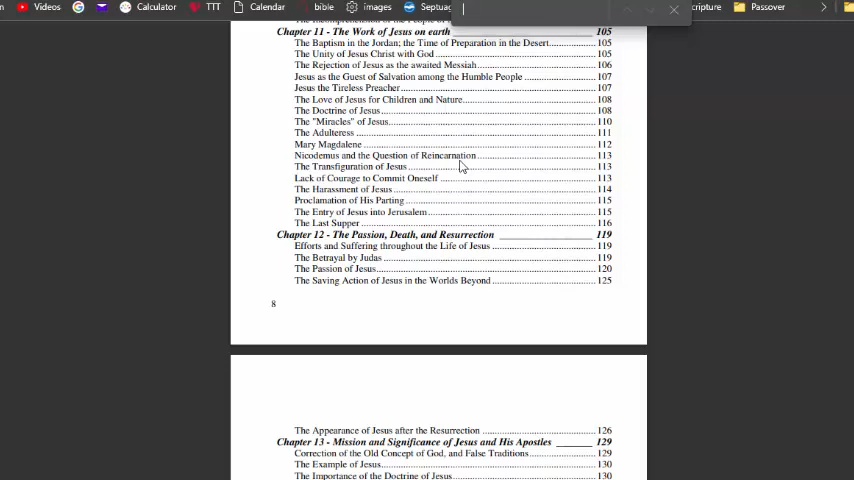 Videos
Calculator
TTT
Calendar
bible
images
Septuag
cripture
Passover
Chapter 11 - The Work of Jesus on earth 105
The Baptism in the Jordan; the Time of Preparation in the Desert 105
The Unity of Jesus Christ with God 105
The Rejection of Jesus as the awaited Messiah 106
Jesus as the Guest of Salvation among the Humble People 107
Jesus the Tireless Preacher 107
The Love of Jesus for Children and Nature 108
The Doctrine of Jesus 108
The "Miracles" of Jesus 110
The Adulteress 111
Mary Magdalene 112
Nicodemus and the Question of Reincarnation 113
The Transfiguration of Jesus 113
Lack of Courage to Commit Oneself 113
The Harassment of Jesus 114
Proclamation of His Parting 115
The Entry of Jesus into Jerusalem 115
The Last Supper 116
Chapter 12 - The Passion, Death, and Resurrection 119
Efforts and Suffering throughout the Life of Jesus 119
The Betrayal by Judas 119
The Passion of Jesus 120
The Saving Action of Jesus in the Worlds Beyond 125
8
The Appearance of Jesus after the Resurrection 126
Chapter 13 - Mission and Significance of Jesus and His Apostles 129
Correction of the Old Concept of God, and False Traditions 129
The Example of Jesus 130
The Importance of the Doctrine of Jesus 130